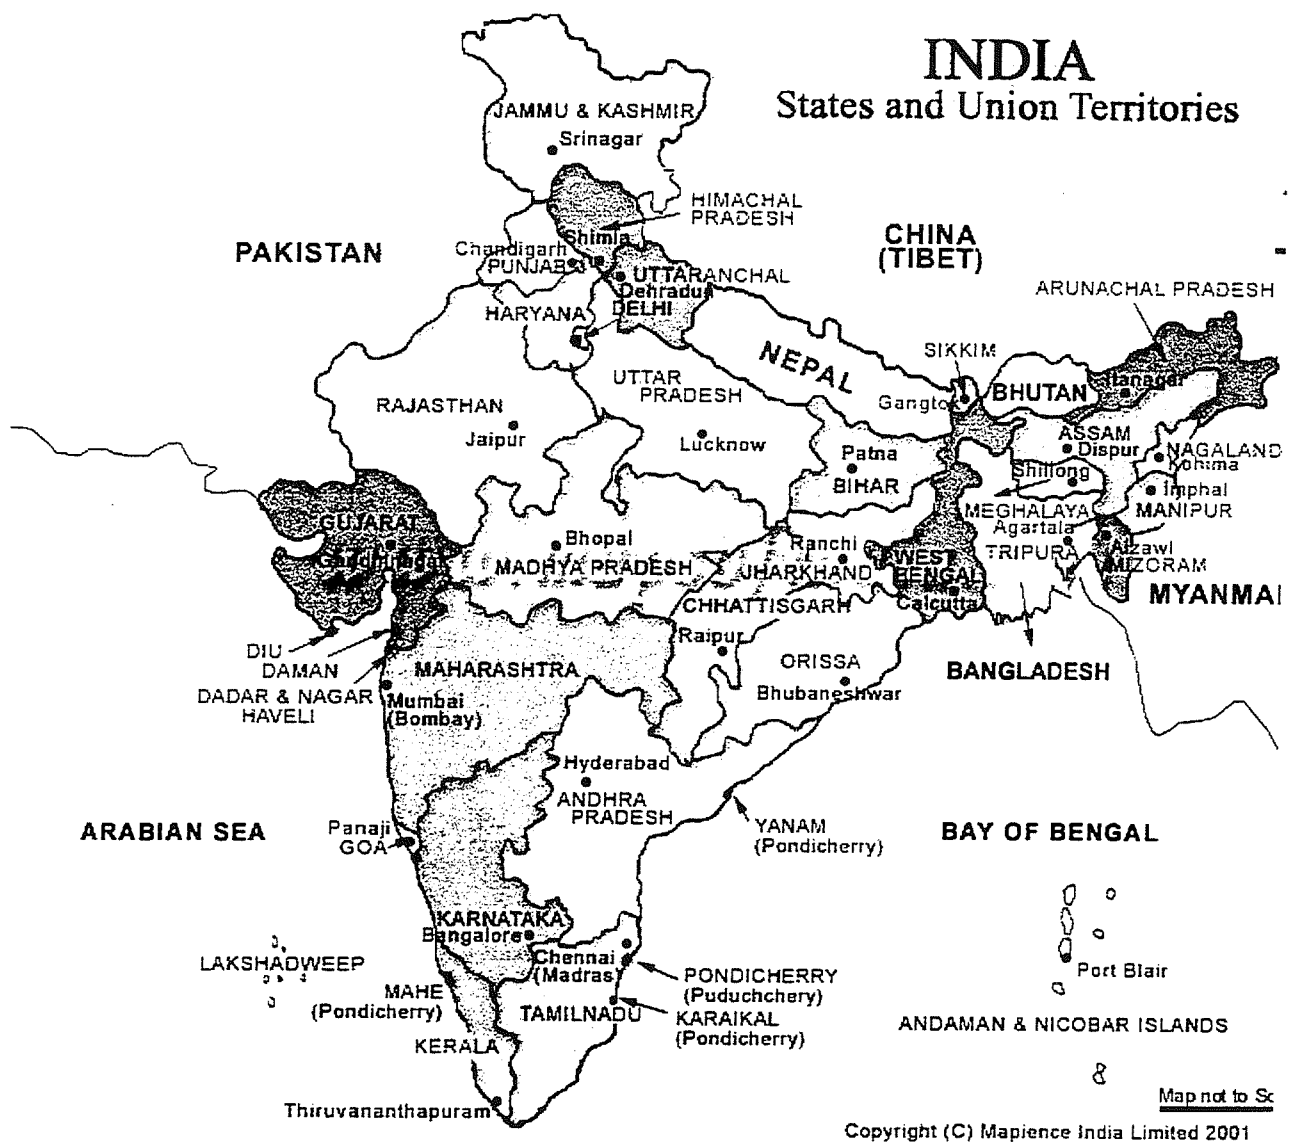 INDIA
States and Union Territories
JAMMU & KASHMIR
Srinagar
HIMACHAL
PRADESH
PAKISTAN
CHINA
(TIBET)
Shimla
Chandigarh
PUNJAB
UTTARANCHAL
Dehradun
DELHI
HARYANA
ARUNACHAL PRADESH
NEPAL
SIKKIM
BHUTAN
Itanagar
Gangtok
UTTAR
PRADESH
RAJASTHAN
Jaipur
Lucknow
ASSAM
Dispur
Patna
BIHAR
NAGALAND
Kohima
Shillong
Imphal
MANIPUR
MEGHALAYA
Agartala
TRIPURA
Aizawl
MIZORAM
GUJARAT
Gandhinagar
Bhopal
MADHYA PRADESH
Ranchi
JHARKHAND
WEST
BENGAL
Calcutta
MYANMAI
CHHATTISGARH
Raipur
DIU
DAMAN
DADAR & NAGAR
HAVELI
MAHARASHTRA
Mumbai
(Bombay)
ORISSA
Bhubaneshwar
BANGLADESH
Hyderabad
ANDHRA
PRADESH
ARABIAN SEA
Panaji
GOA
YANAM
(Pondicherry)
BAY OF BENGAL
KARNATAKA
Bangalore
LAKSHADWEEP
Chennai
(Madras)
PONDICHERRY
(Puduchchery)
Port Blair
MAHE
(Pondicherry)
TAMILNADU
KARAIKAL
(Pondicherry)
ANDAMAN & NICOBAR ISLANDS
KERALA
Thiruvananthapuram
Map not to Sc
Copyright (C) Mapience India Limited 2001